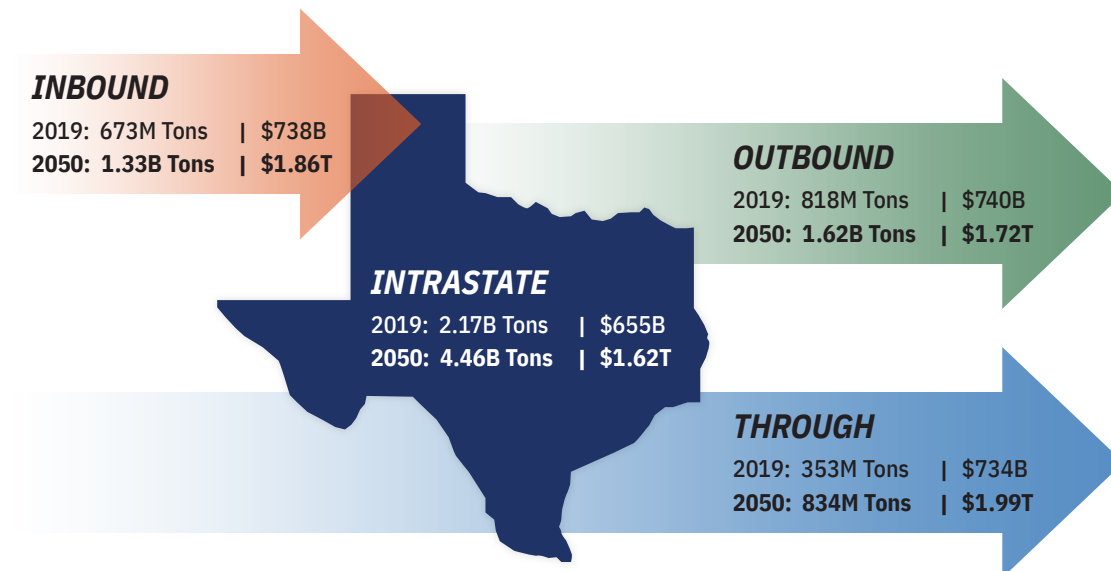 INBOUND
2019: 673M Tons | $738B
2050: 1.33B Tons | $1.86T
OUTBOUND
2019: 818M Tons | $740B
2050: 1.62B Tons | $1.72T
INTRASTATE
2019: 2.17B Tons | $655B
2050: 4.46B Tons | $1.62T
THROUGH
2019: 353M Tons | $734B
2050: 834M Tons | $1.99T